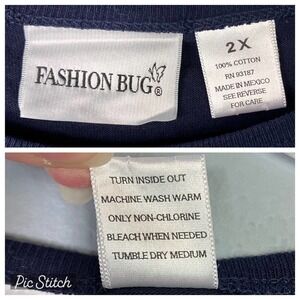 FASHION BUG®
2X
100% COTTON
RN 93187
MADE IN MEXICO
SEE REVERSE
FOR CARE
TURN INSIDE OUT
MACHINE WASH WARM
ONLY NON-CHLORINE
BLEACH WHEN NEEDED
TUMBLE DRY MEDIUM
Pic Stitch